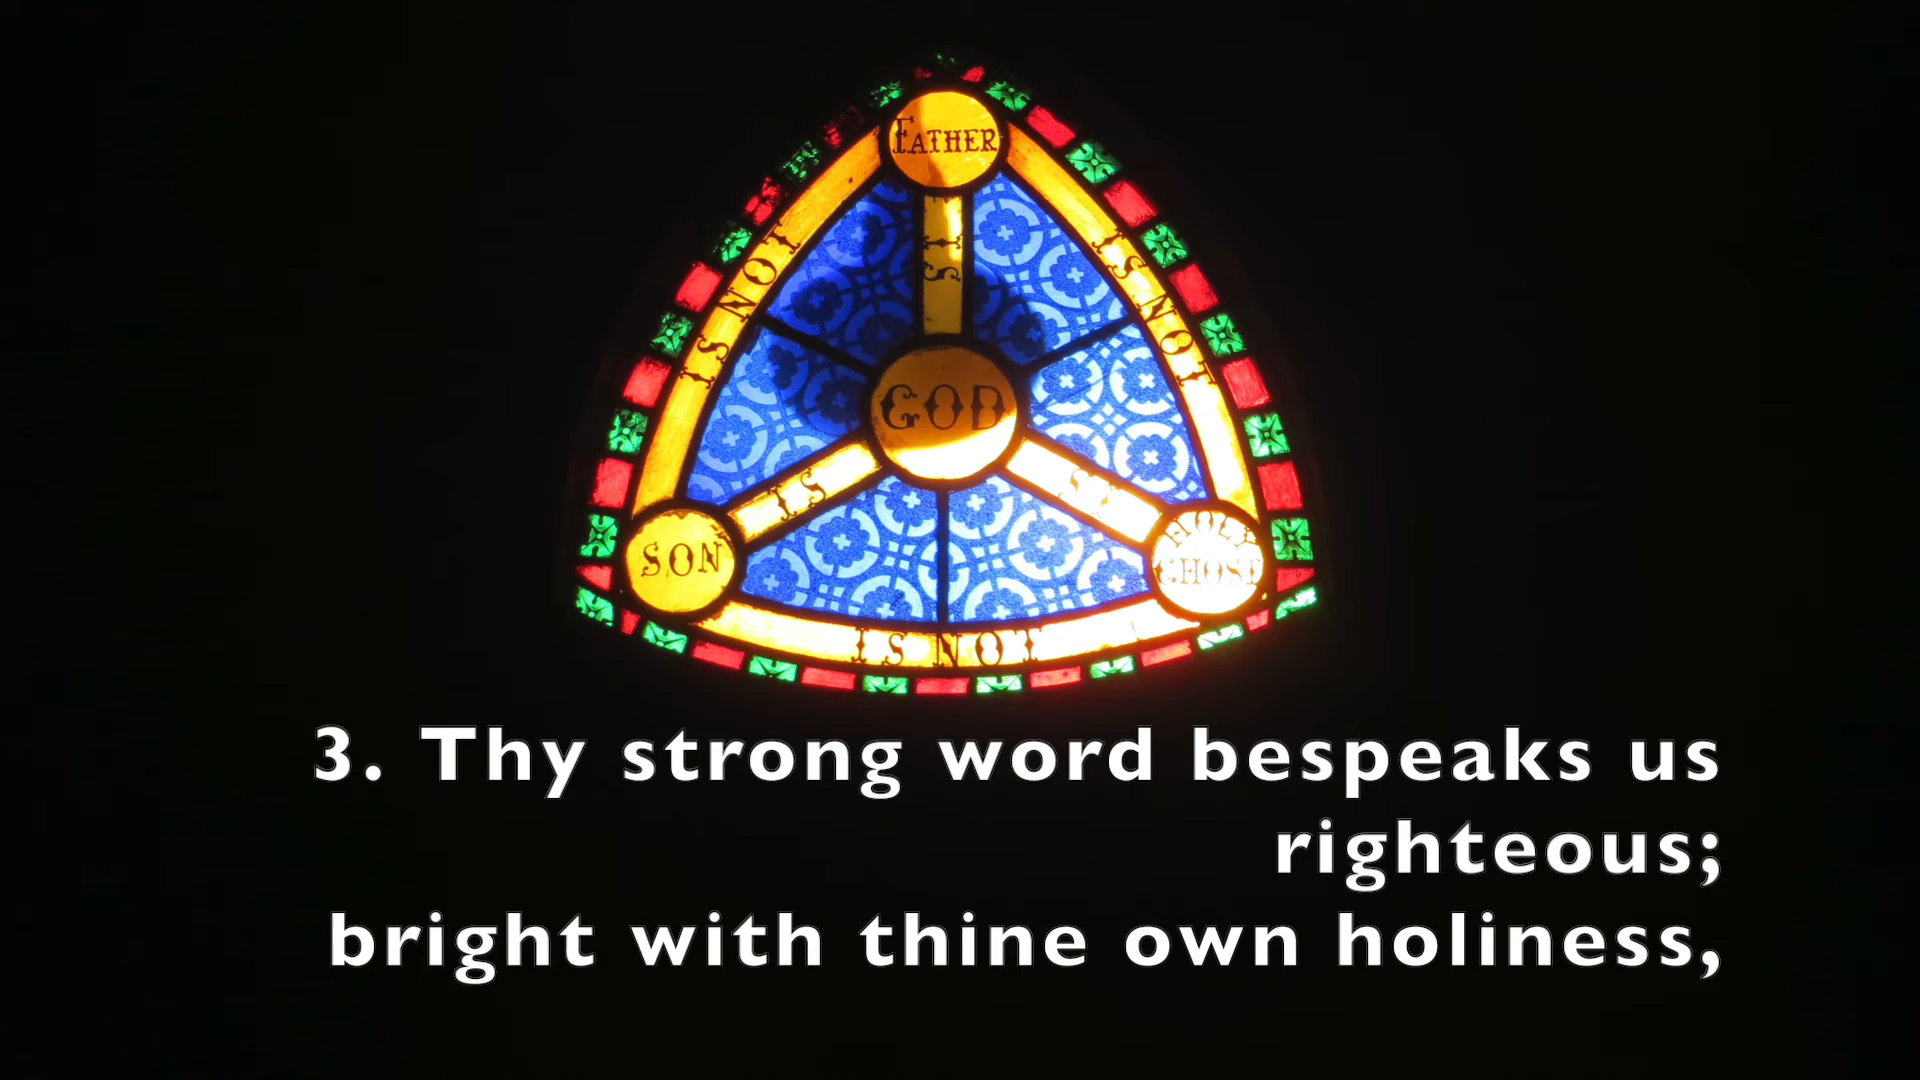 FATHER
IS NOT
IS
IS NOT
GOD
IS
IS
SON
HOLY
GHOST
IS NOT
3. Thy strong word bespeaks us
righteous;
bright with thine own holiness,